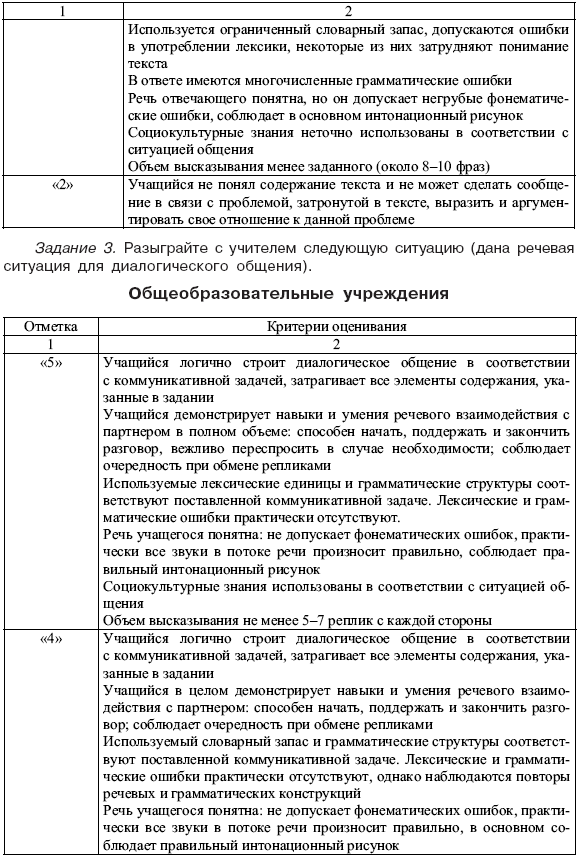 1 2
Используется ограниченный словарный запас, допускаются ошибки
в употреблении лексики, некоторые из них затрудняют понимание
текста
В ответе имеются многочисленные грамматические ошибки
Речь отвечающего понятна, но он допускает негрубые фонематиче-
ские ошибки, соблюдает в основном интонационный рисунок
Социокультурные знания неточно использованы в соответствии с
ситуацией общения
Объем высказывания менее заданного (около 8–10 фраз)
«2» Учащийся не понял содержание текста и не может сделать сообще-
ние в связи с проблемой, затронутой в тексте, выразить и аргумен-
тировать свое отношение к данной проблеме
Задание 3. Разыграйте с учителем следующую ситуацию (дана речевая
ситуация для диалогического общения).
Общеобразовательные учреждения
Отметка Критерии оценивания
1 2
«5» Учащийся логично строит диалогическое общение в соответствии
с коммуникативной задачей, затрагивает все элементы содержания, ука-
занные в задании
Учащийся демонстрирует навыки и умения речевого взаимодействия с
партнером в полном объеме: способен начать, поддержать и закончить
разговор, вежливо переспросить в случае необходимости; соблюдает
очередность при обмене репликами
Используемые лексические единицы и грамматические структуры соот-
ветствуют поставленной коммуникативной задаче. Лексические и грам-
матические ошибки практически отсутствуют.
Речь учащегося понятна: не допускает фонематических ошибок, практи-
чески все звуки в потоке речи произносит правильно, соблюдает пра-
вильный интонационный рисунок
Социокультурные знания использованы в соответствии с ситуацией об-
щения
Объем высказывания не менее 5–7 реплик с каждой стороны
«4» Учащийся логично строит диалогическое общение в соответствии
с коммуникативной задачей, затрагивает все элементы содержания, ука-
занные в задании
Учащийся в целом демонстрирует навыки и умения речевого взаимо-
действия с партнером: способен начать, поддержать и закончить разго-
вор; соблюдает очередность при обмене репликами
Используемый словарный запас и грамматические структуры соответст-
вуют поставленной коммуникативной задаче. Лексические и граммати-
ческие ошибки практически отсутствуют, однако наблюдаются повторы
речевых и грамматических конструкций
Речь учащегося понятна: не допускает фонематических ошибок, практи-
чески все звуки в потоке речи произносит правильно, в основном со-
блюдает правильный интонационный рисунок